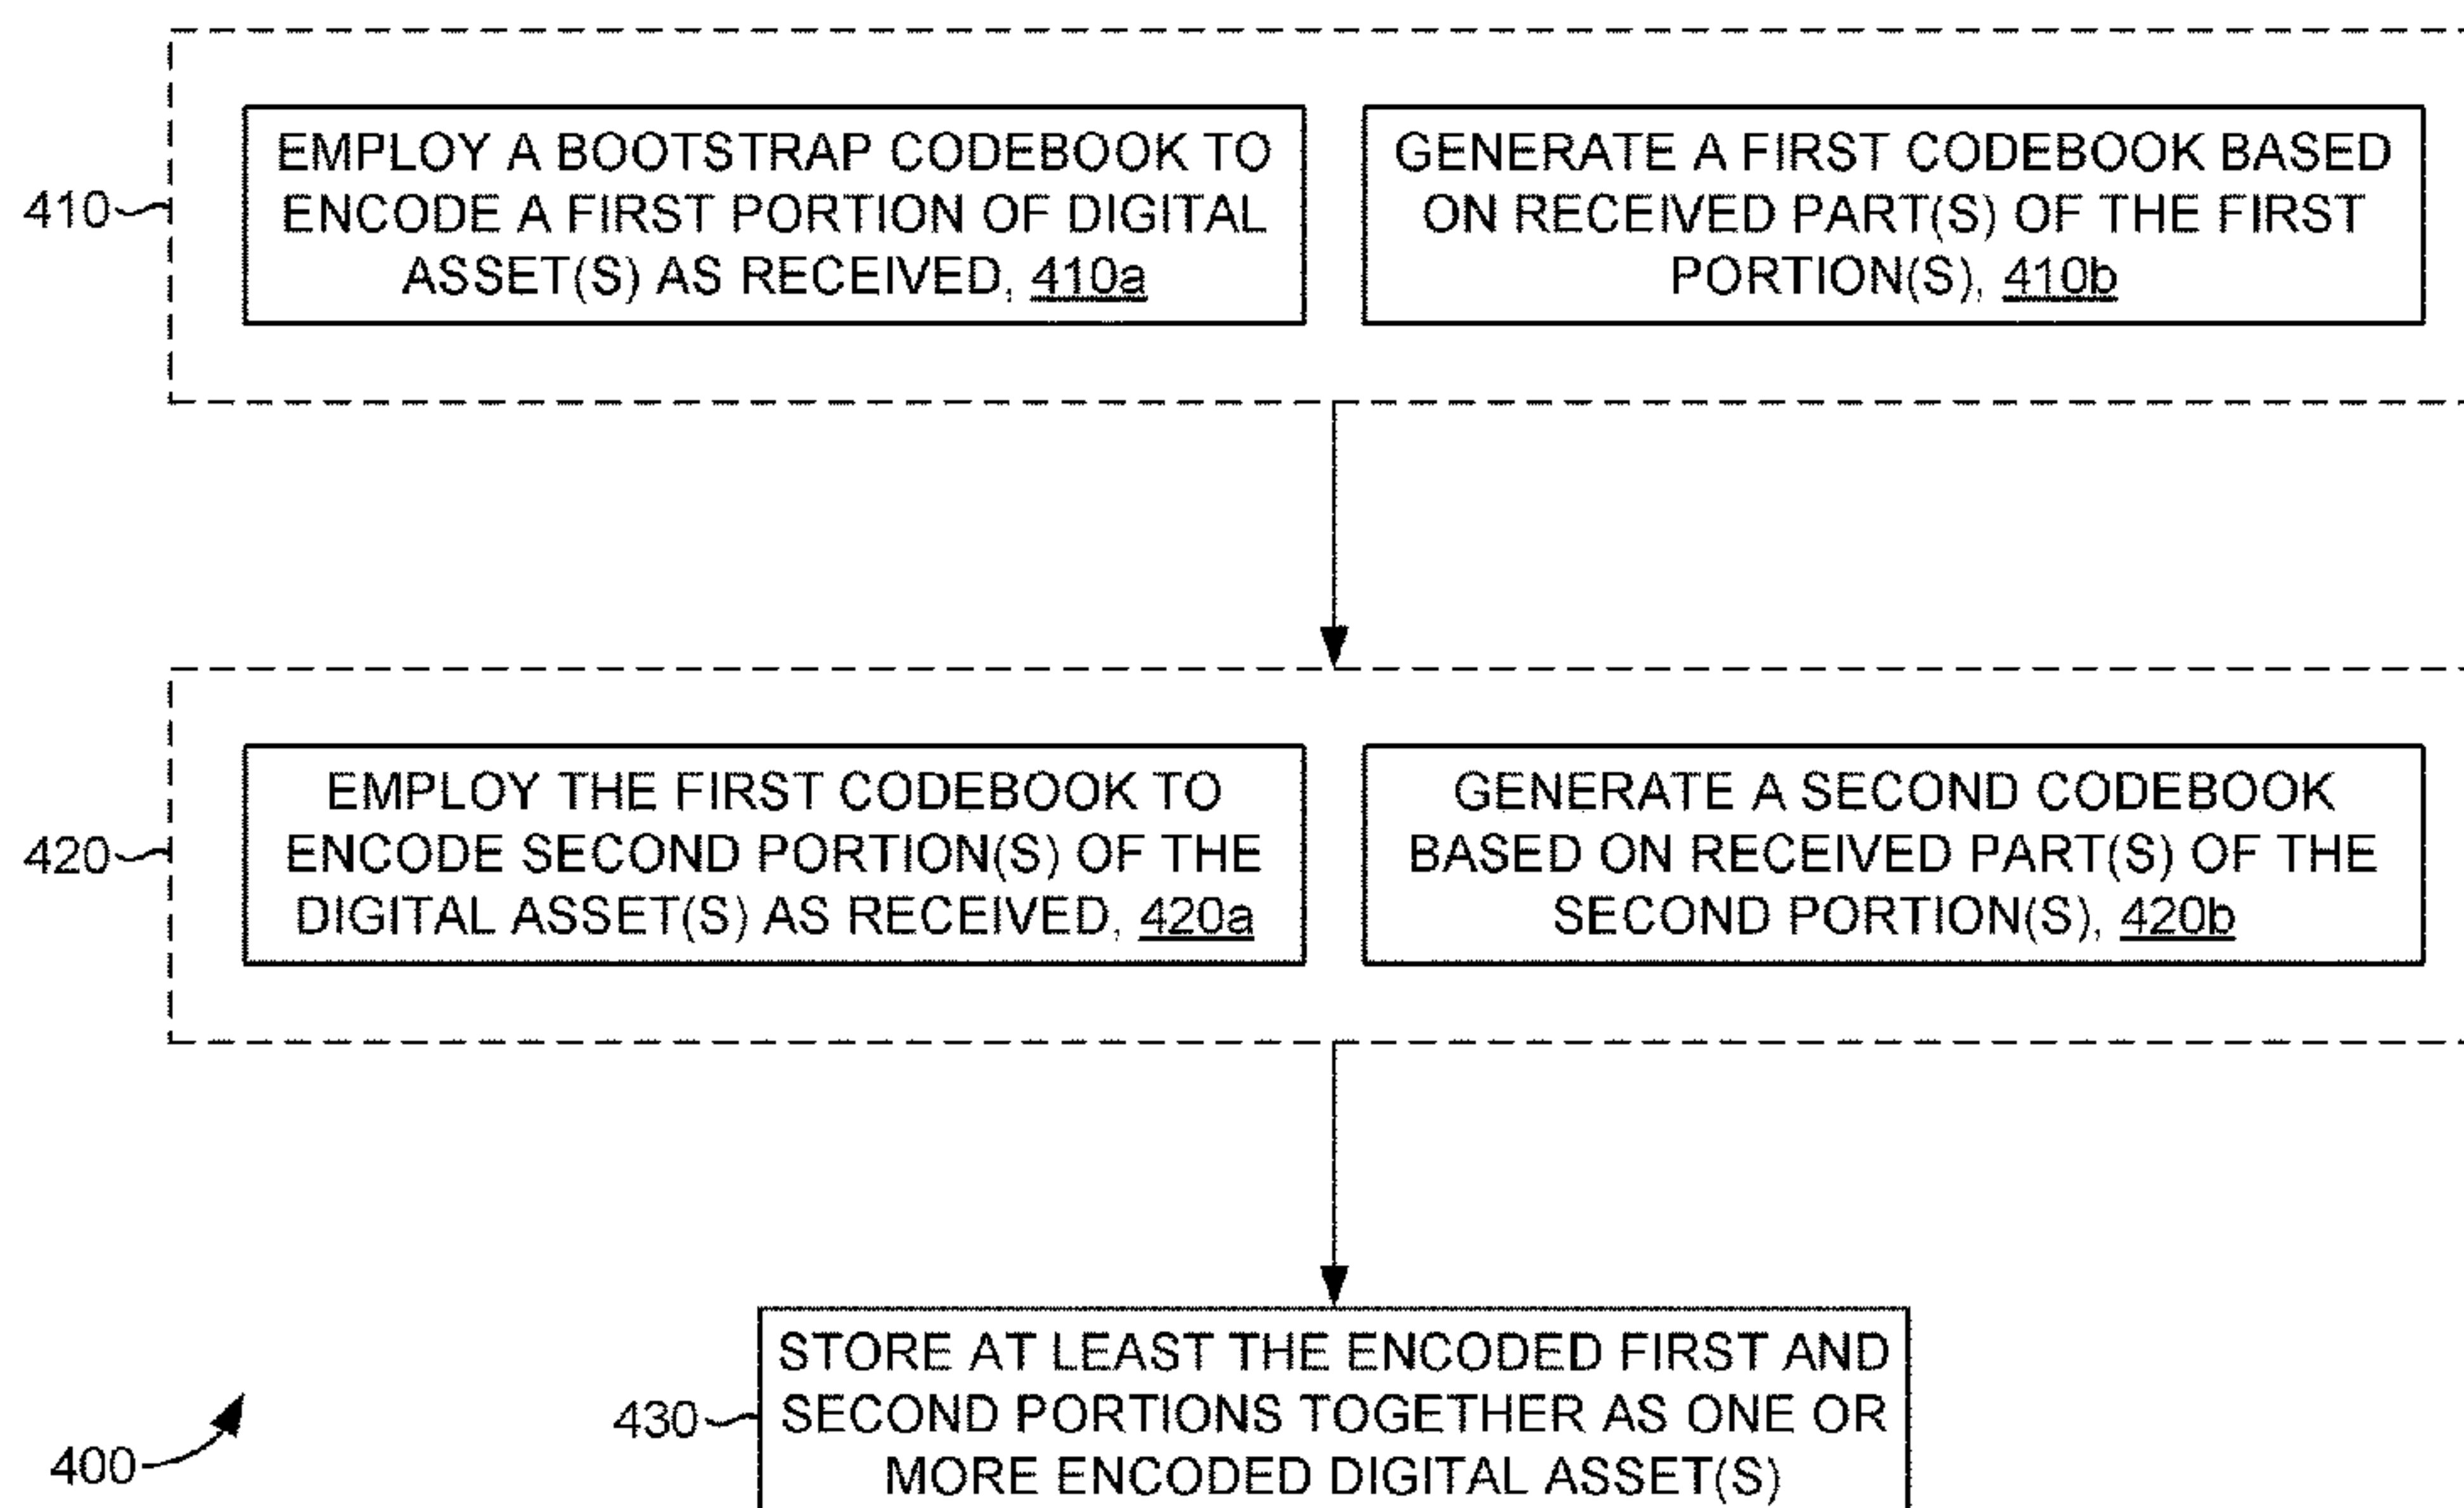 410
EMPLOY A BOOTSTRAP CODEBOOK TO
ENCODE A FIRST PORTION OF DIGITAL
ASSET(S) AS RECEIVED, 410a
GENERATE A FIRST CODEBOOK BASED
ON RECEIVED PART(S) OF THE FIRST
PORTION(S), 410b
420
EMPLOY THE FIRST CODEBOOK TO
ENCODE SECOND PORTION(S) OF THE
DIGITAL ASSET(S) AS RECEIVED, 420a
GENERATE A SECOND CODEBOOK
BASED ON RECEIVED PART(S) OF THE
SECOND PORTION(S), 420b
430
STORE AT LEAST THE ENCODED FIRST AND
SECOND PORTIONS TOGETHER AS ONE OR
MORE ENCODED DIGITAL ASSET(S)
400